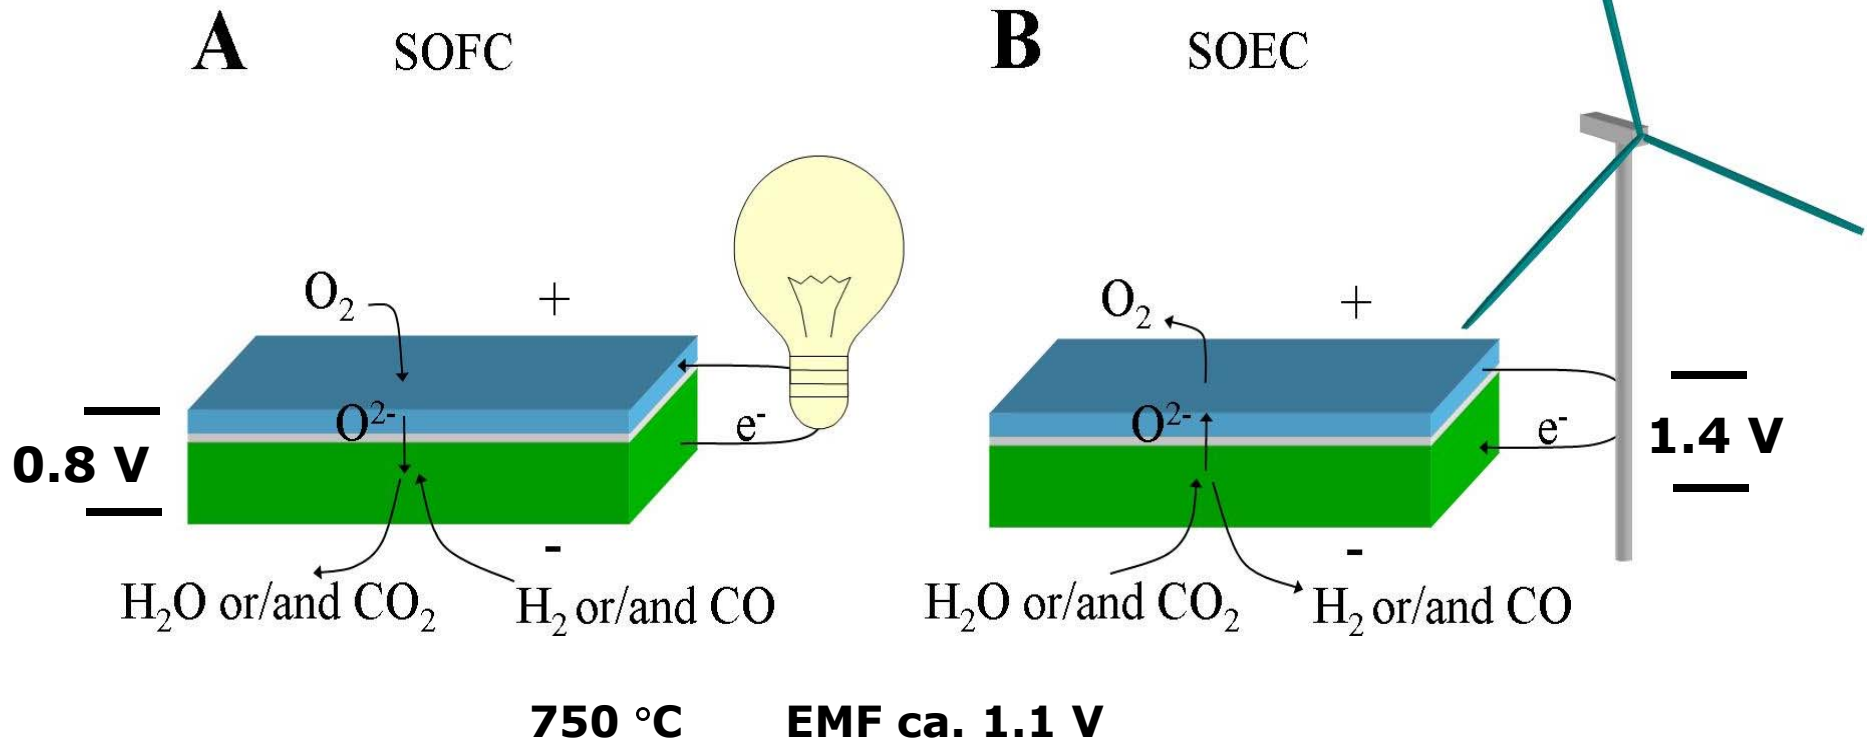 A SOFC
B SOEC
O₂ +
O²⁻
e⁻
0.8 V
-
H₂O or/and CO₂ H₂ or/and CO
O₂ +
O²⁻
e⁻
1.4 V
-
H₂O or/and CO₂ H₂ or/and CO
750 °C EMF ca. 1.1 V